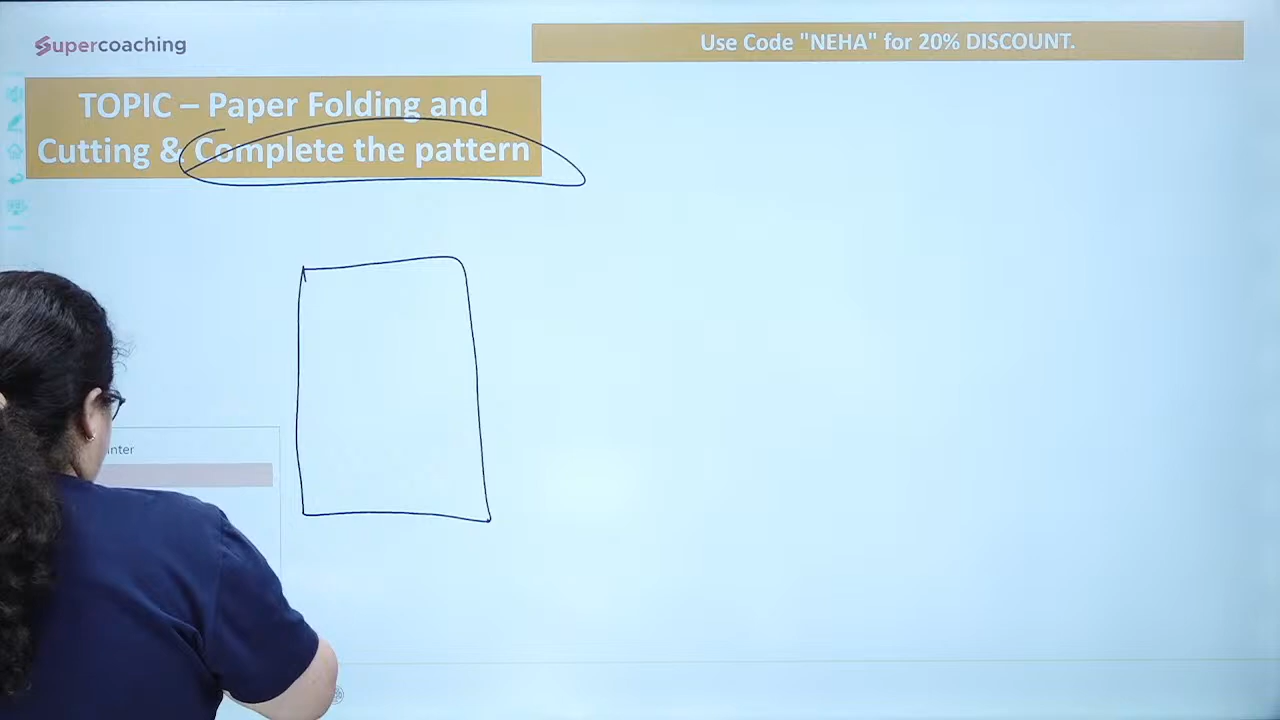 Supercoaching
Use Code "NEHA" for 20% DISCOUNT.
TOPIC – Paper Folding and
Cutting & Complete the pattern